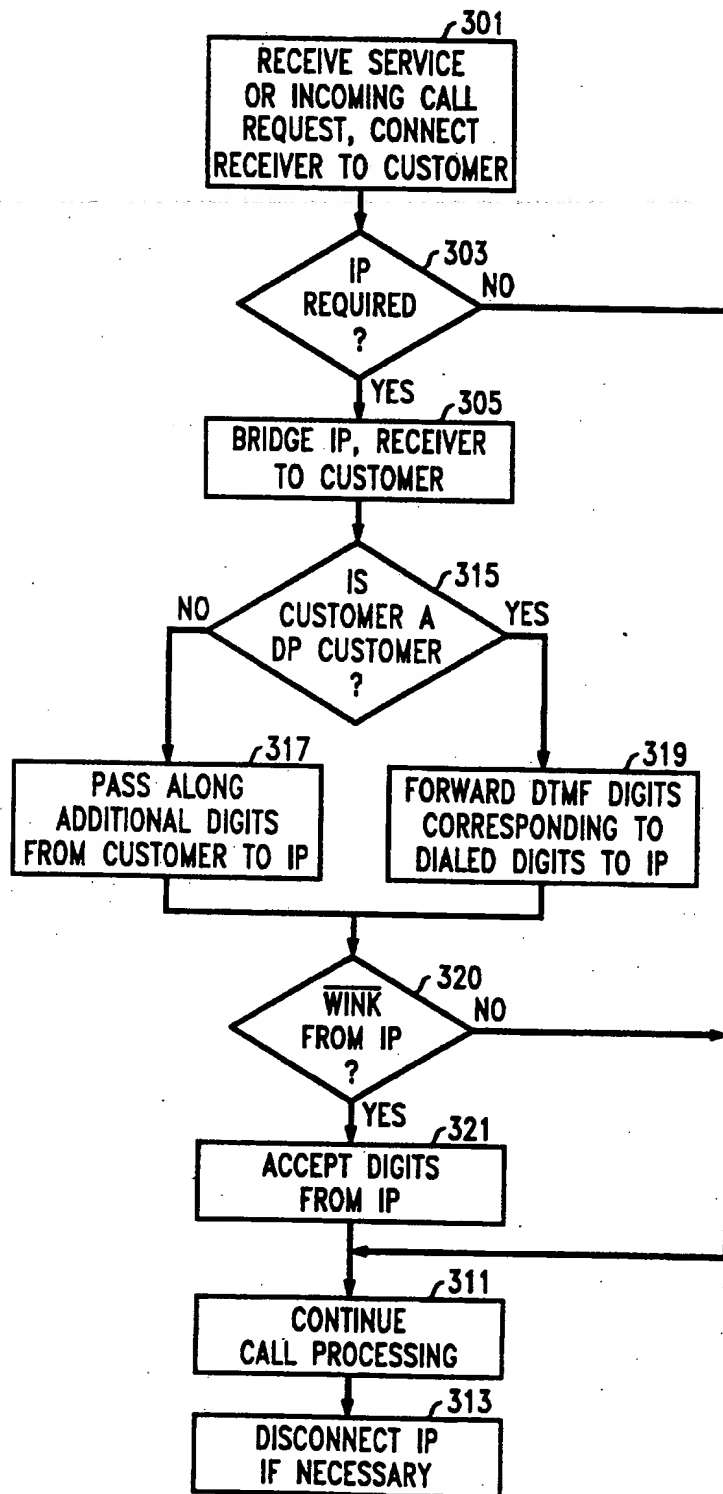 301
RECEIVE SERVICE
OR INCOMING CALL
REQUEST, CONNECT
RECEIVER TO CUSTOMER
303
IP
REQUIRED
?
NO
YES
305
BRIDGE IP, RECEIVER
TO CUSTOMER
315
IS
CUSTOMER A
DP CUSTOMER
?
NO
YES
317
PASS ALONG
ADDITIONAL DIGITS
FROM CUSTOMER TO IP
319
FORWARD DTMF DIGITS
CORRESPONDING TO
DIALED DIGITS TO IP
320
WINK
FROM IP
?
NO
YES
321
ACCEPT DIGITS
FROM IP
311
CONTINUE
CALL PROCESSING
313
DISCONNECT IP
IF NECESSARY